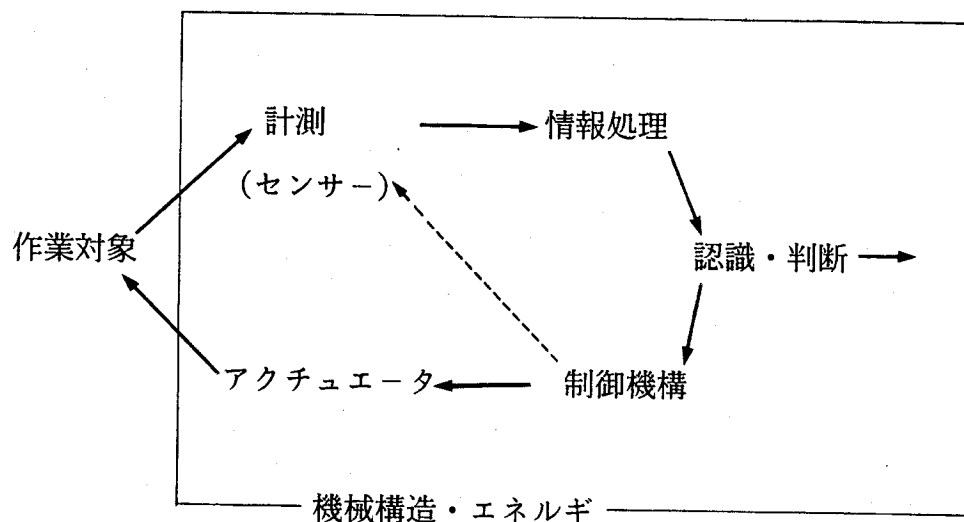 計測
情報処理
(センサー)
作業対象
認識・判断
アクチュエータ
制御機構
機械構造・エネルギ